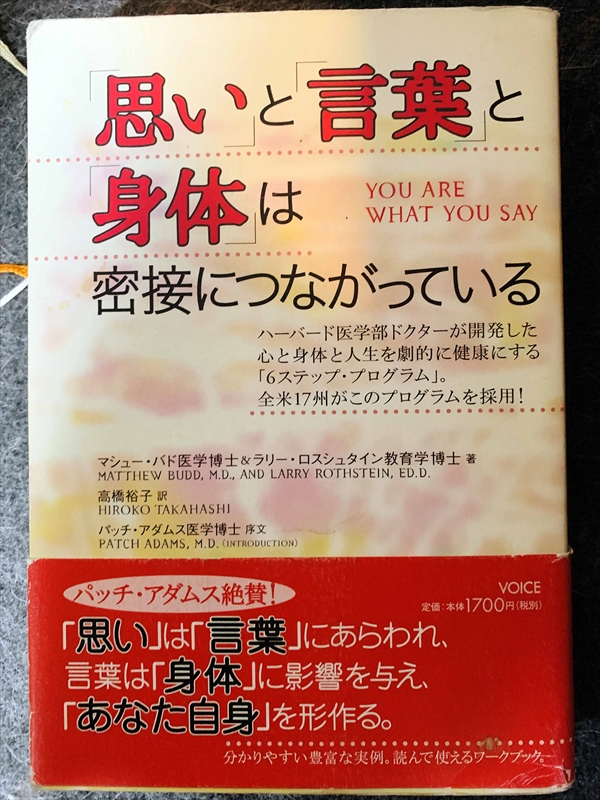 「思い」と「言葉」と
「身体」は
YOU ARE
WHAT YOU SAY
密接につながっている
ハーバード医学部ドクターが開発した
心と身体と人生を劇的に健康にする
「6ステップ・プログラム」。
全米17州がこのプログラムを採用!
マシュー・バド医学博士&ラリー・ロスシュタイン教育学博士 著
MATTHEW BUDD, M.D., AND LARRY ROTHSTEIN, ED.D.
高橋裕子 訳
HIROKO TAKAHASHI
パッチ・アダムス医学博士 序文
PATCH ADAMS, M.D. (INTRODUCTION)
パッチ・アダムス絶賛!
VOICE
定価:本体1700円(税別)
「思い」は「言葉」にあらわれ、
言葉は「身体」に影響を与え、
「あなた自身」を形作る。
分かりやすい豊富な実例。読んで使えるワークブック。